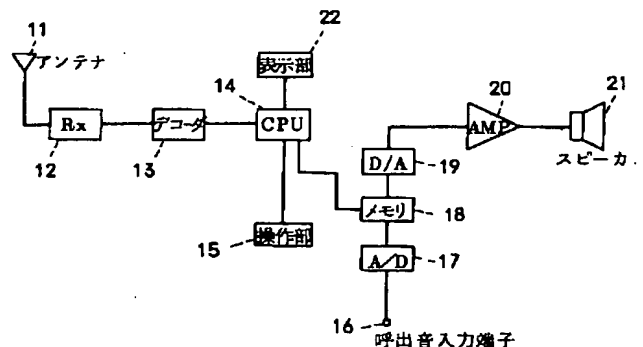 11
アンテナ
22
表示部
14
20
21
Rx
デコーダ
CPU
AMP
スピーカ
12
13
D/A
19
メモリ
18
15
操作部
A/D
17
16
呼出音入力端子